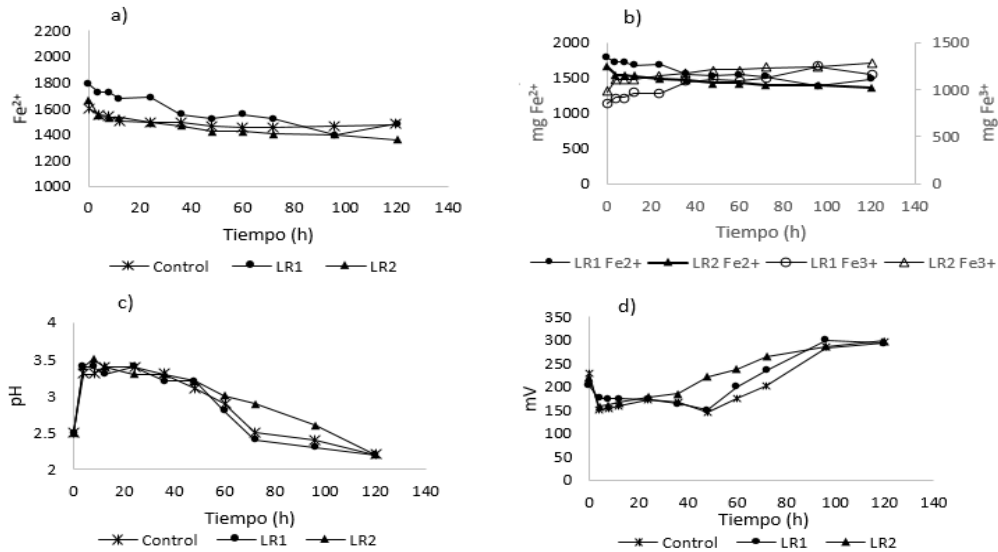 a)
2200
2000
1800
1600
1400
1200
1000
Fe²⁺
0 20 40 60 80 100 120 140
Tiempo (h)
Control LR1 LR2
b)
2000
1500
1000
500
0
mg Fe²⁺
1500
1000
500
0
mg Fe³⁺
0 20 40 60 80 100 120 140
Tiempo (h)
LR1 Fe2+ LR2 Fe2+ LR1 Fe3+ LR2 Fe3+
c)
4
3.5
3
2.5
2
pH
0 20 40 60 80 100 120 140
Tiempo (h)
Control LR1 LR2
d)
350
300
250
200
150
100
50
0
mV
0 20 40 60 80 100 120 140
Tiempo (h)
Control LR1 LR2